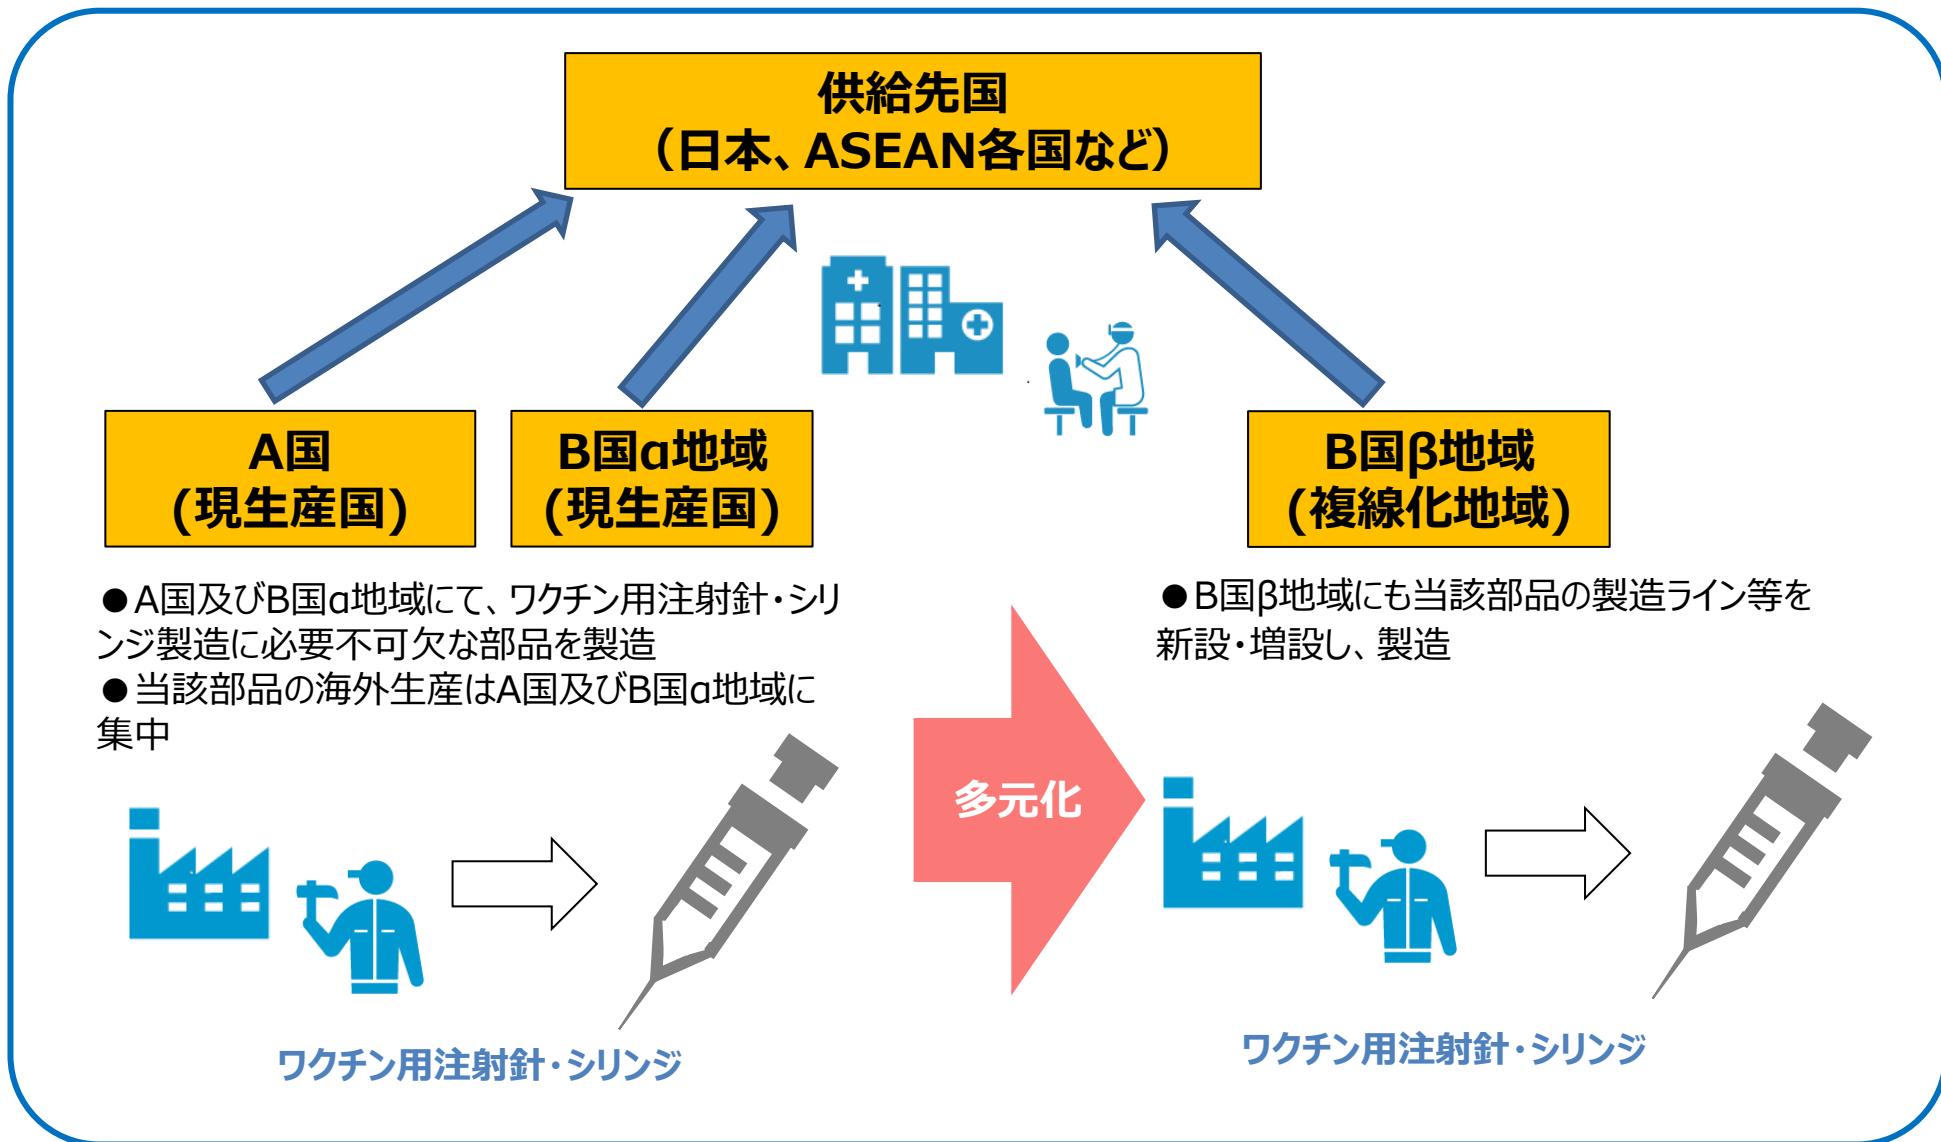 供給先国
（日本、ASEAN各国など）
A国
(現生産国)
B国α地域
(現生産国)
B国β地域
(複線化地域)
●A国及びB国α地域にて、ワクチン用注射針・シリ
ンジ製造に必要不可欠な部品を製造
●当該部品の海外生産はA国及びB国α地域に
集中
●B国β地域にも当該部品の製造ライン等を
新設・増設し、製造
多元化
ワクチン用注射針・シリンジ
ワクチン用注射針・シリンジ